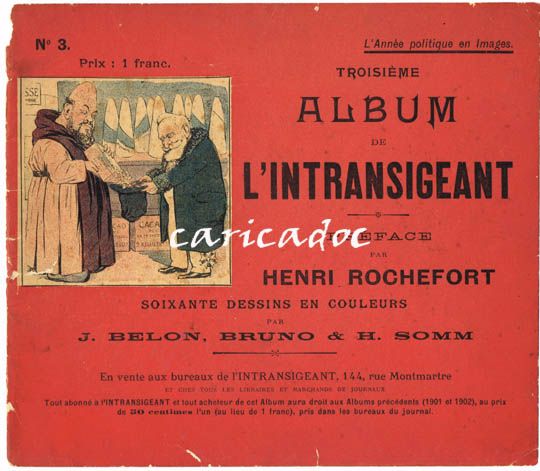 Nº 3.
Prix : 1 franc.
L'Année politique en Images.
TROISIÈME
ALBUM
DE
L'INTRANSIGEANT
caricadoc
PRÉFACE
PAR
HENRI ROCHEFORT
SOIXANTE DESSINS EN COULEURS
PAR
J. BELON, BRUNO & H. SOMM
En vente aux bureaux de l'INTRANSIGEANT, 144, rue Montmartre
ET CHEZ TOUS LES LIBRAIRES ET MARCHANDS DE JOURNAUX
Tout abonné à l'INTRANSIGEANT et tout acheteur de cet Album aura droit aux Albums précédents (1901 et 1902), au prix
de 50 centimes l'un (au lieu de 1 franc), pris dans les bureaux du journal.